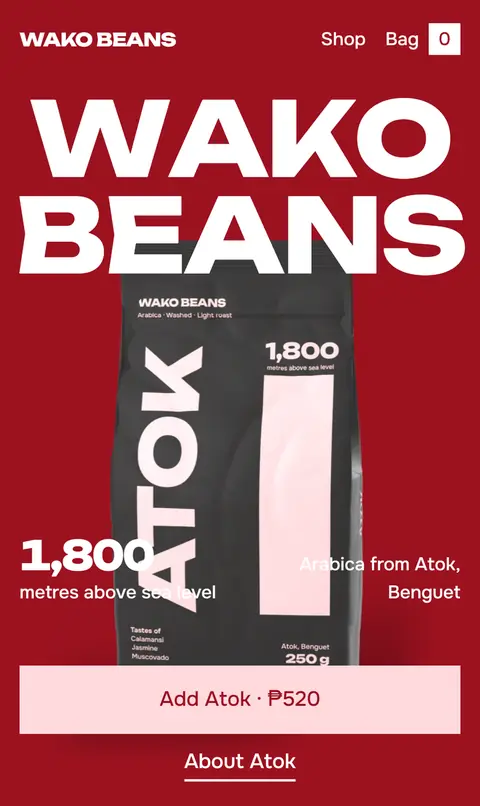 WAKO BEANS
Shop Bag 0
WAKO
BEANS
WAKO BEANS
Arabica · Washed · Light roast
ATOK
1,800
metres above sea level
1,800
metres above sea level
Arabica from Atok,
Benguet
Tastes of
Calamansi
Jasmine
Muscovado
Atok, Benguet
250 g
Add Atok · ₱520
About Atok